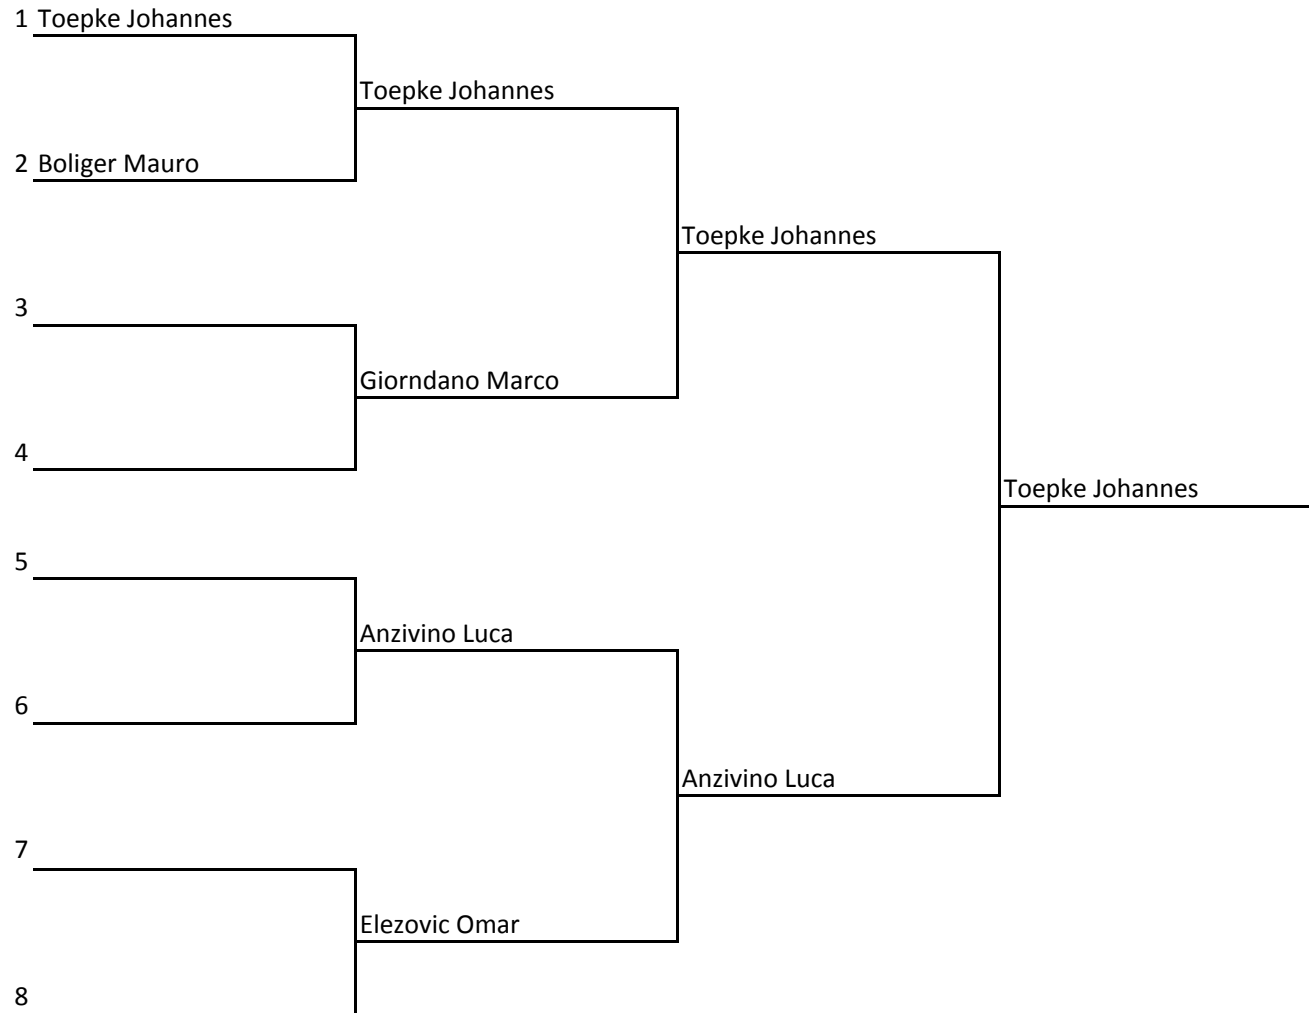 1 Toepke Johannes
Toepke Johannes
2 Boliger Mauro
Toepke Johannes
3
Giorndano Marco
4
Toepke Johannes
5
Anzivino Luca
6
Anzivino Luca
7
Elezovic Omar
8